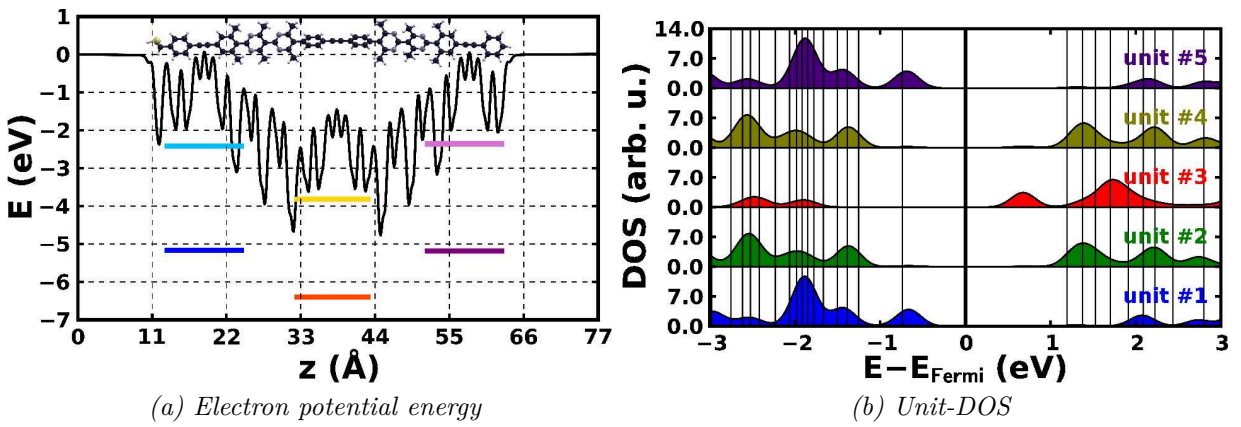 1
0
−1
−2
−3
−4
−5
−6
−7
E (eV)
0 11 22 33 44 55 66 77
z (Å)
(a) Electron potential energy
14.0
7.0
0.0
unit #5
7.0
0.0
unit #4
7.0
0.0
unit #3
7.0
0.0
unit #2
7.0
0.0
unit #1
DOS (arb. u.)
−3 −2 −1 0 1 2 3
E−EFermi (eV)
(b) Unit-DOS